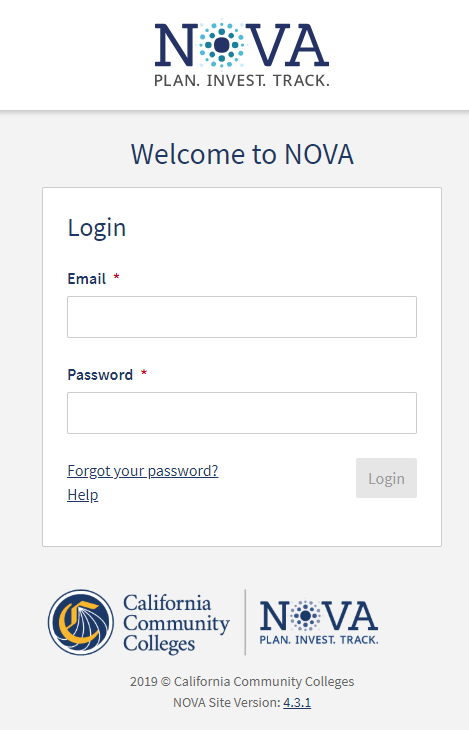 NOVA
PLAN. INVEST. TRACK.
Welcome to NOVA
Login
Email *
Password *
Forgot your password?
Login
Help
California
Community
Colleges
NOVA
PLAN. INVEST. TRACK.
2019 © California Community Colleges
NOVA Site Version: 4.3.1